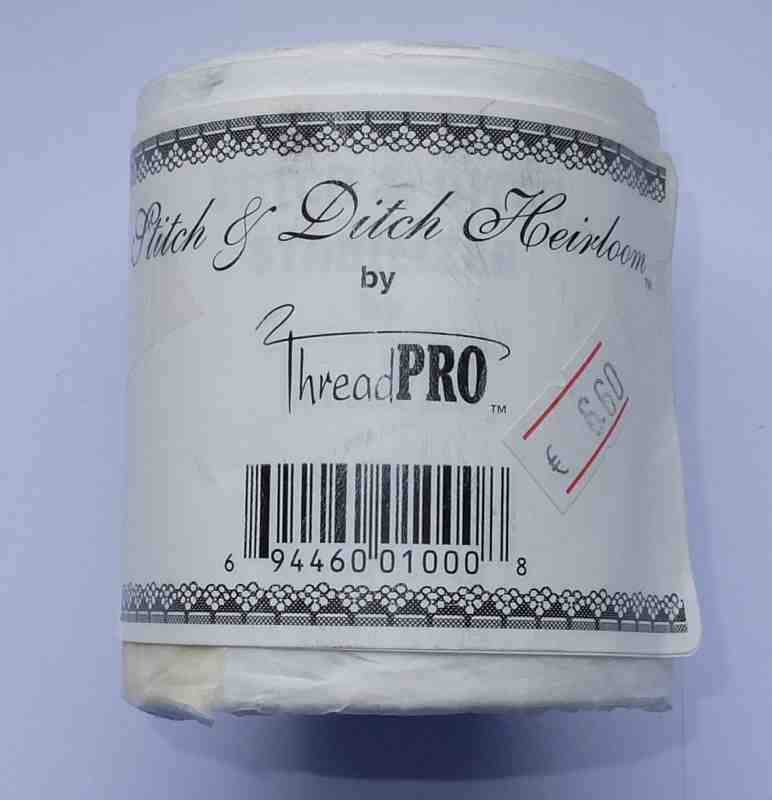 Stitch & Ditch Heirloom™
by
ThreadPRO™
€ 6.60
6 94460 01000 8